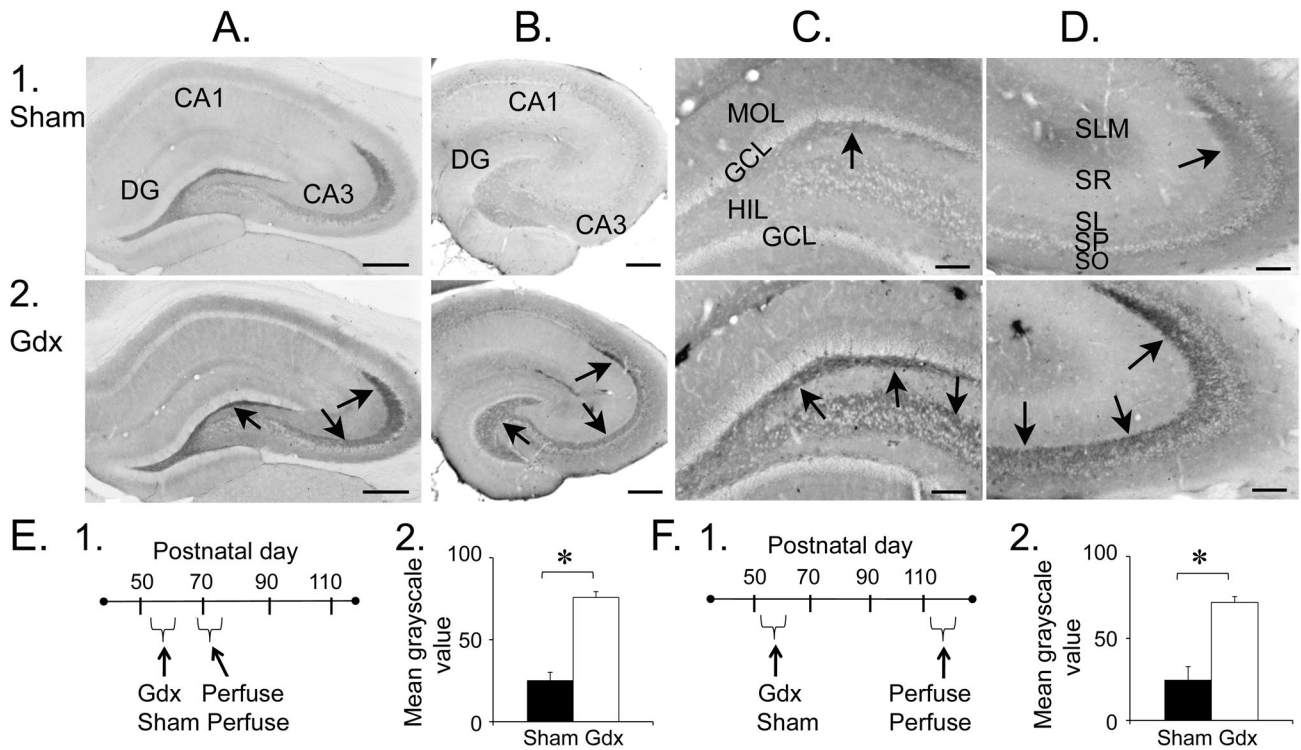 A. B. C. D.
1.
Sham
CA1
DG
CA3
CA1
DG
CA3
MOL
GCL
HIL
GCL
SLM
SR
SL
SP
SO
2.
Gdx
E. 1.
Postnatal day
50 70 90 110
Gdx Perfuse
Sham Perfuse
2.
Mean grayscale
value
100
50
0
*
Sham Gdx
F. 1.
Postnatal day
50 70 90 110
Gdx Perfuse
Sham Perfuse
2.
Mean grayscale
value
100
50
0
*
Sham Gdx